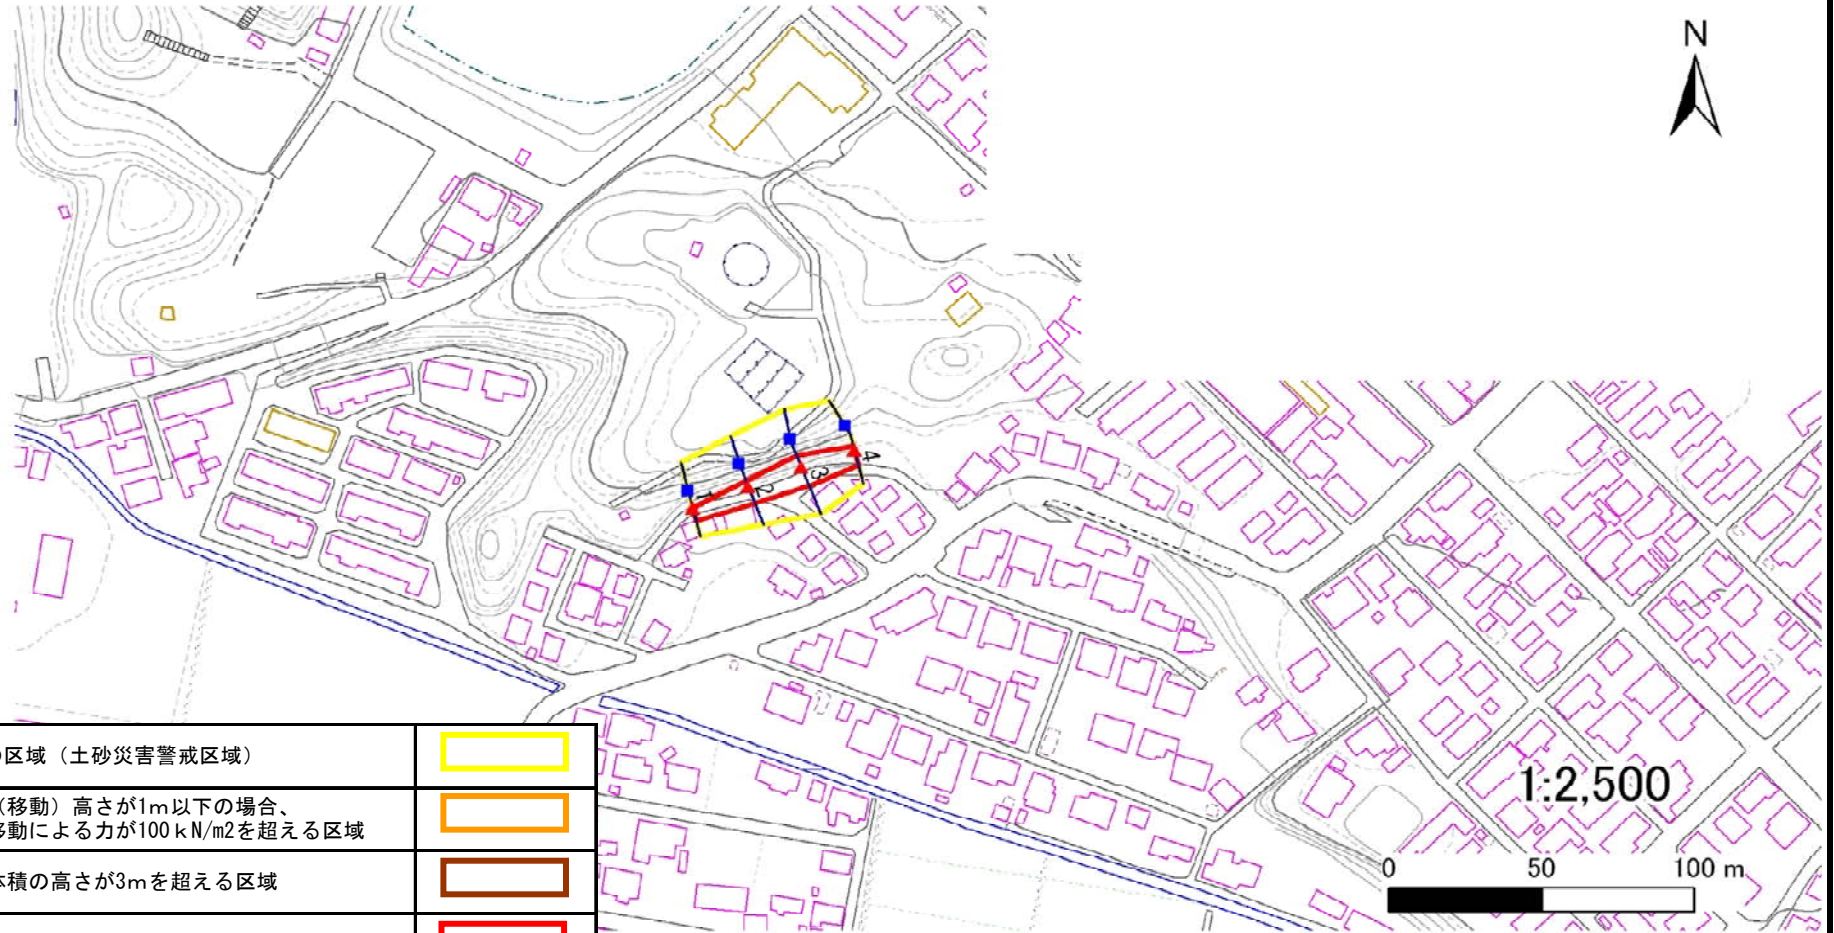 N
1
2
3
4
の区域（土砂災害警戒区域）
（移動）高さが1m以下の場合、
移動による力が100kN/m2を超える区域
体積の高さが3mを超える区域
1:2,500
0 50 100 m